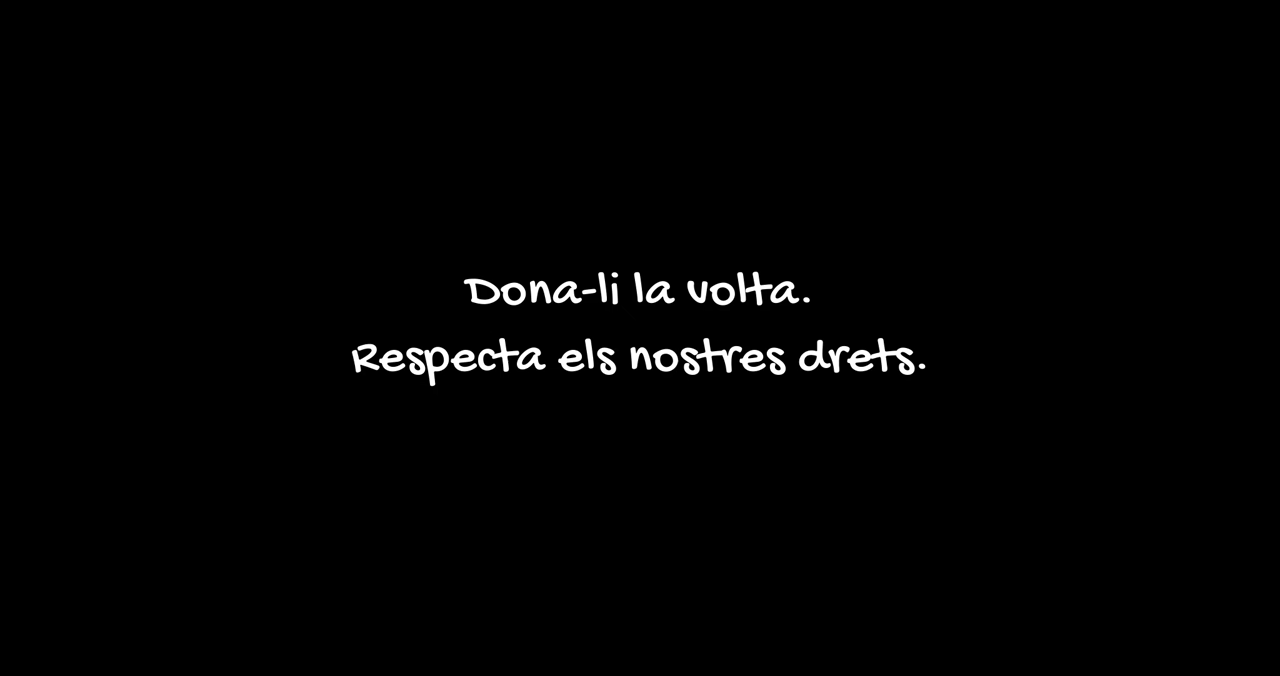 Dona-li la volta.
Respecta els nostres drets.